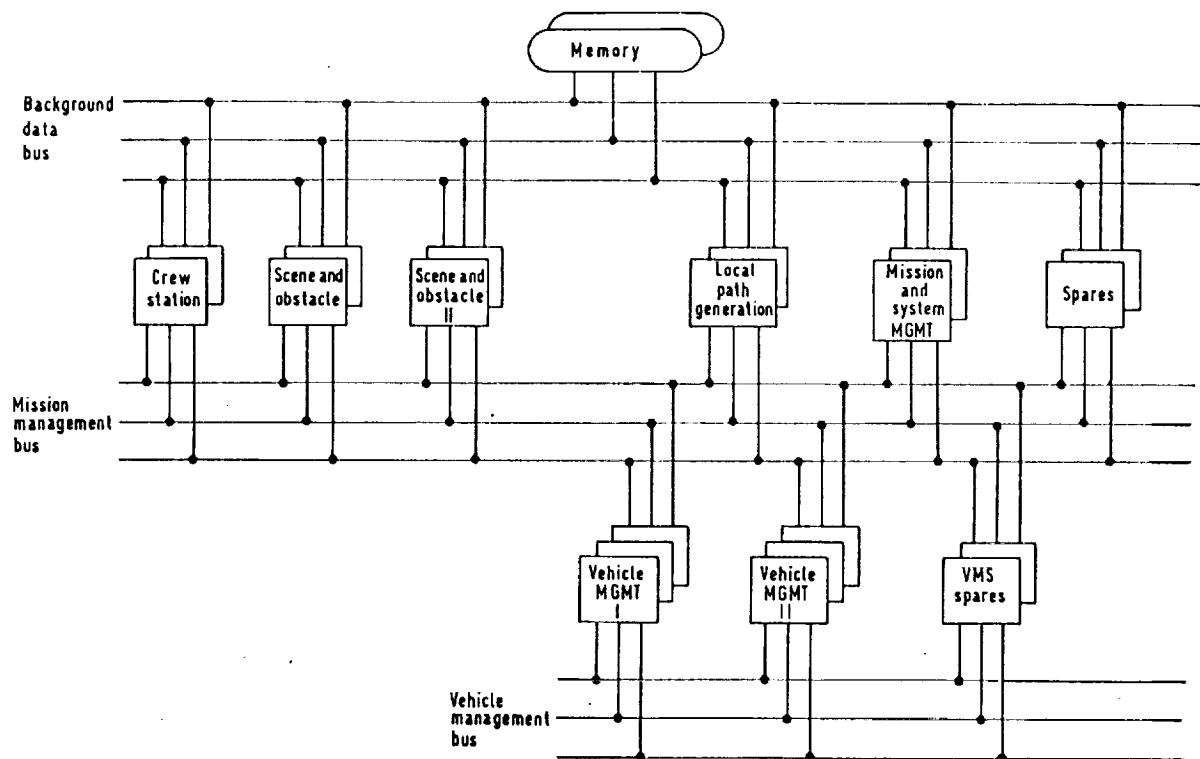 Memory
Background
data
bus
Crew
station
Scene and
obstacle
Scene and
obstacle
II
Local
path
generation
Mission
and
system
MGMT
Spares
Mission
management
bus
Vehicle
MGMT
I
Vehicle
MGMT
II
VMS
spares
Vehicle
management
bus